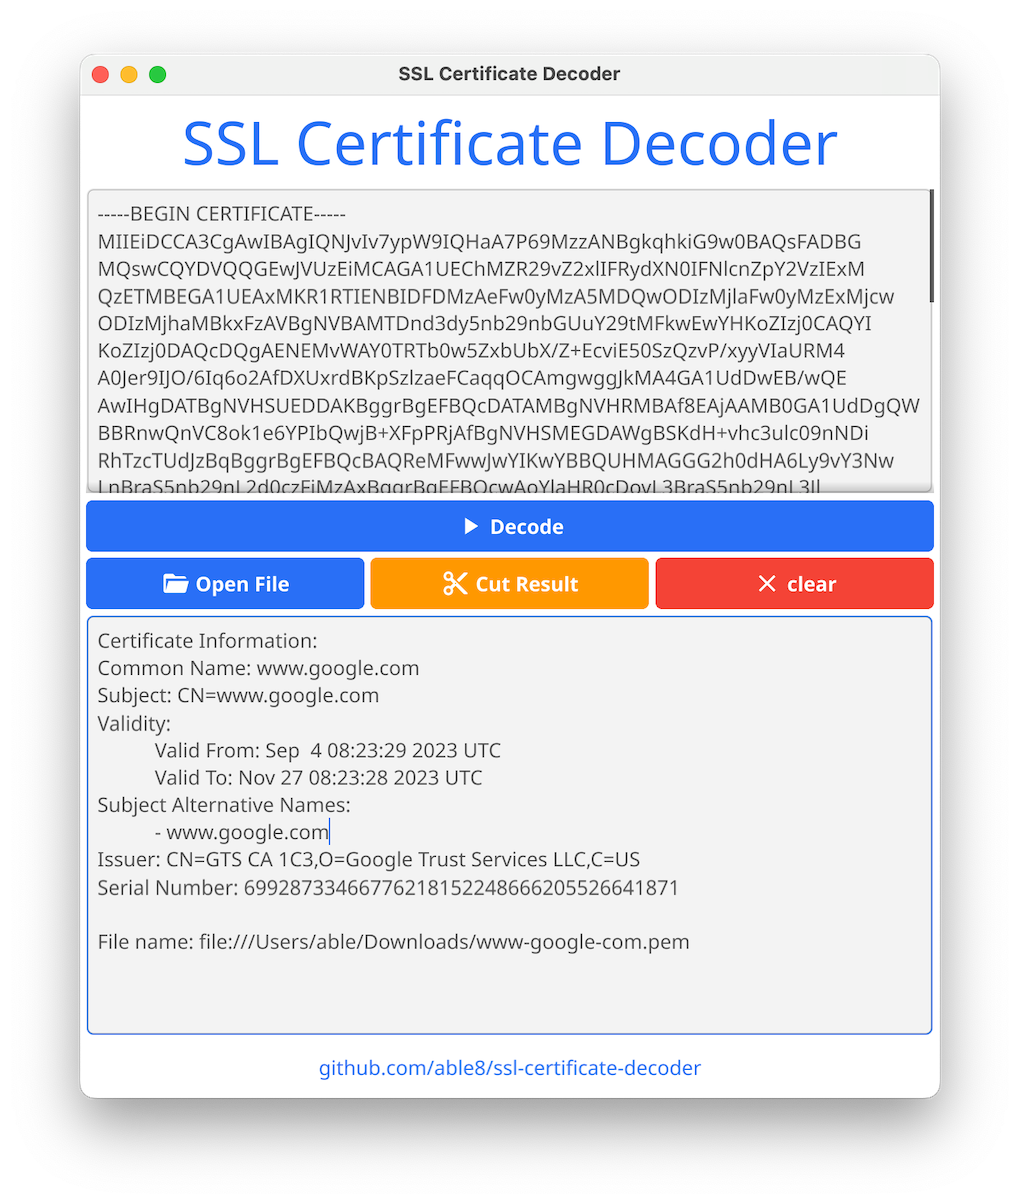 SSL Certificate Decoder
SSL Certificate Decoder
-----BEGIN CERTIFICATE-----
MIIEiDCCA3CgAwIBAgIQNJvIv7ypW9IQHaA7P69MzzANBgkqhkiG9w0BAQsFADBG
MQswCQYDVQQGEwJVUzEiMCAGA1UEChMZR29vZ2xlIFRydXN0IFNlcnZpY2VzIExM
QzETMBEGA1UEAxMKR1RTIENBIDFDMzAeFw0yMzA5MDQwODIzMjlaFw0yMzExMjcw
ODIzMjhaMBkxFzAVBgNVBAMTDnd3dy5nb29nbGUuY29tMFkwEwYHKoZIzj0CAQYI
KoZIzj0DAQcDQgAENEMvWAY0TRTb0w5ZxbUbX/Z+EcviE50SzQzvP/xyyVIaURM4
A0Jer9IJO/6Iq6o2AfDXUxrdBKpSzlzaeFCaqqOCAmgwggJkMA4GA1UdDwEB/wQE
AwIHgDATBgNVHSUEDDAKBggrBgEFBQcDATAMBgNVHRMBAf8EAjAAMB0GA1UdDgQW
BBRnwQnVC8ok1e6YPIbQwjB+XFpPRjAfBgNVHSMEGDAWgBSKdH+vhc3ulc09nNDi
RhTzcTUdJzBqBggrBgEFBQcBAQReMFwwJwYIKwYBBQUHMAGGG2h0dHA6Ly9vY3Nw
LnBraS5nb29nL2d0czFjMzAxBggrBgEFBQcwAoYlaHR0cDovL3BraS5nb29nL3Jl
Decode
Open File
Cut Result
clear
Certificate Information:
Common Name: www.google.com
Subject: CN=www.google.com
Validity:
Valid From: Sep  4 08:23:29 2023 UTC
Valid To: Nov 27 08:23:28 2023 UTC
Subject Alternative Names:
- www.google.com
Issuer: CN=GTS CA 1C3,O=Google Trust Services LLC,C=US
Serial Number: 69928733466776218152248666205526641871
File name: file:///Users/able/Downloads/www-google-com.pem
github.com/able8/ssl-certificate-decoder